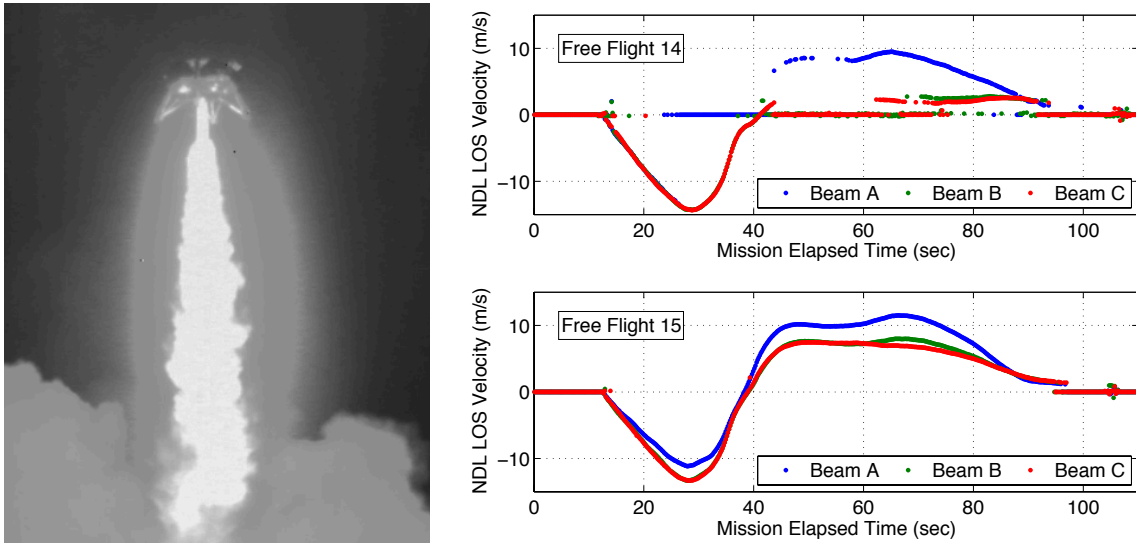 NDL LOS Velocity (m/s)
10
0
−10
Free Flight 14
Beam A Beam B Beam C
0 20 40 60 80 100
Mission Elapsed Time (sec)
NDL LOS Velocity (m/s)
10
0
−10
Free Flight 15
Beam A Beam B Beam C
0 20 40 60 80 100
Mission Elapsed Time (sec)